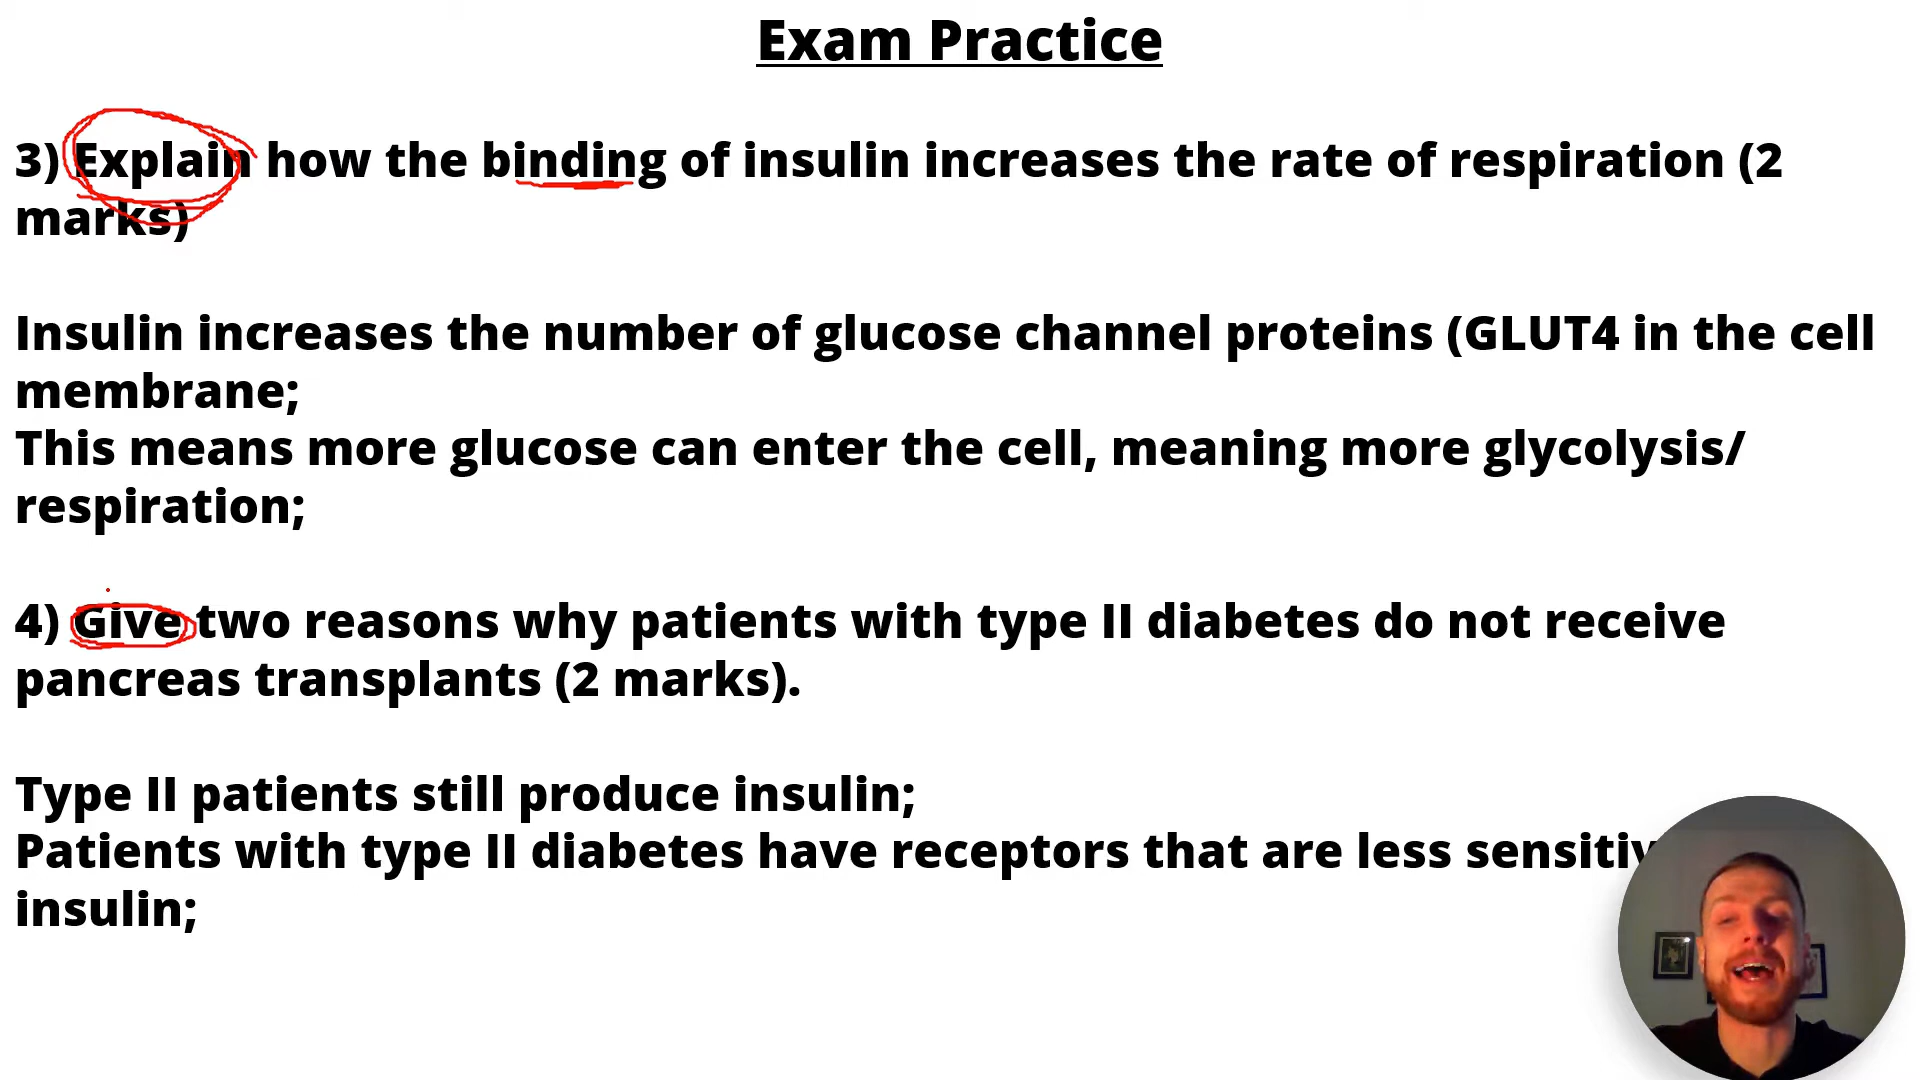 Exam Practice
3) Explain how the binding of insulin increases the rate of respiration (2
marks)
Insulin increases the number of glucose channel proteins (GLUT4 in the cell
membrane;
This means more glucose can enter the cell, meaning more glycolysis/
respiration;
4) Give two reasons why patients with type II diabetes do not receive
pancreas transplants (2 marks).
Type II patients still produce insulin;
Patients with type II diabetes have receptors that are less
insulin;